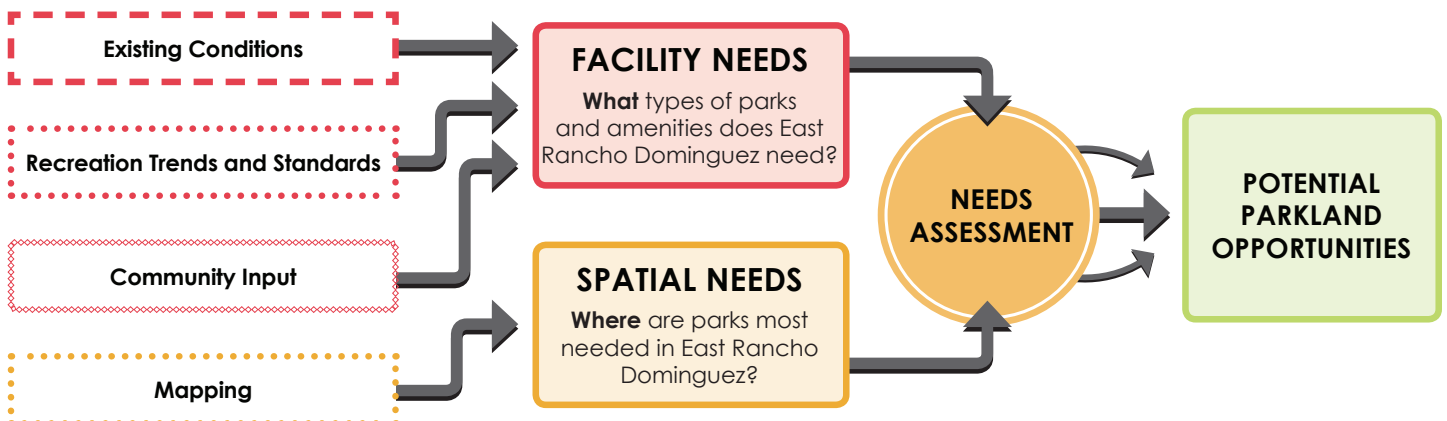 Existing Conditions
Recreation Trends and Standards
Community Input
Mapping
FACILITY NEEDS
What types of parks
and amenities does East
Rancho Dominguez need?
SPATIAL NEEDS
Where are parks most
needed in East Rancho
Dominguez?
NEEDS
ASSESSMENT
POTENTIAL
PARKLAND
OPPORTUNITIES